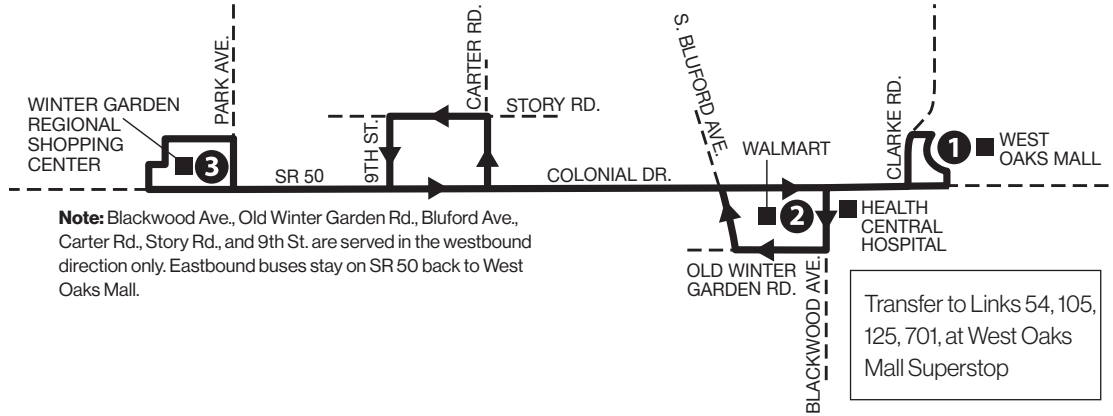 PARK AVE.
WINTER GARDEN
REGIONAL
SHOPPING
CENTER
3
SR 50
9TH ST.
CARTER RD.
STORY RD.
COLONIAL DR.
S. BLUFORD AVE.
WALMART
2
CLARKE RD.
1
WEST
OAKS MALL
HEALTH
CENTRAL
HOSPITAL
OLD WINTER
GARDEN RD.
BLACKWOOD AVE.
Note: Blackwood Ave., Old Winter Garden Rd., Bluford Ave.,
Carter Rd., Story Rd., and 9th St. are served in the westbound
direction only. Eastbound buses stay on SR 50 back to West
Oaks Mall.
Transfer to Links 54, 105,
125, 701, at West Oaks
Mall Superstop